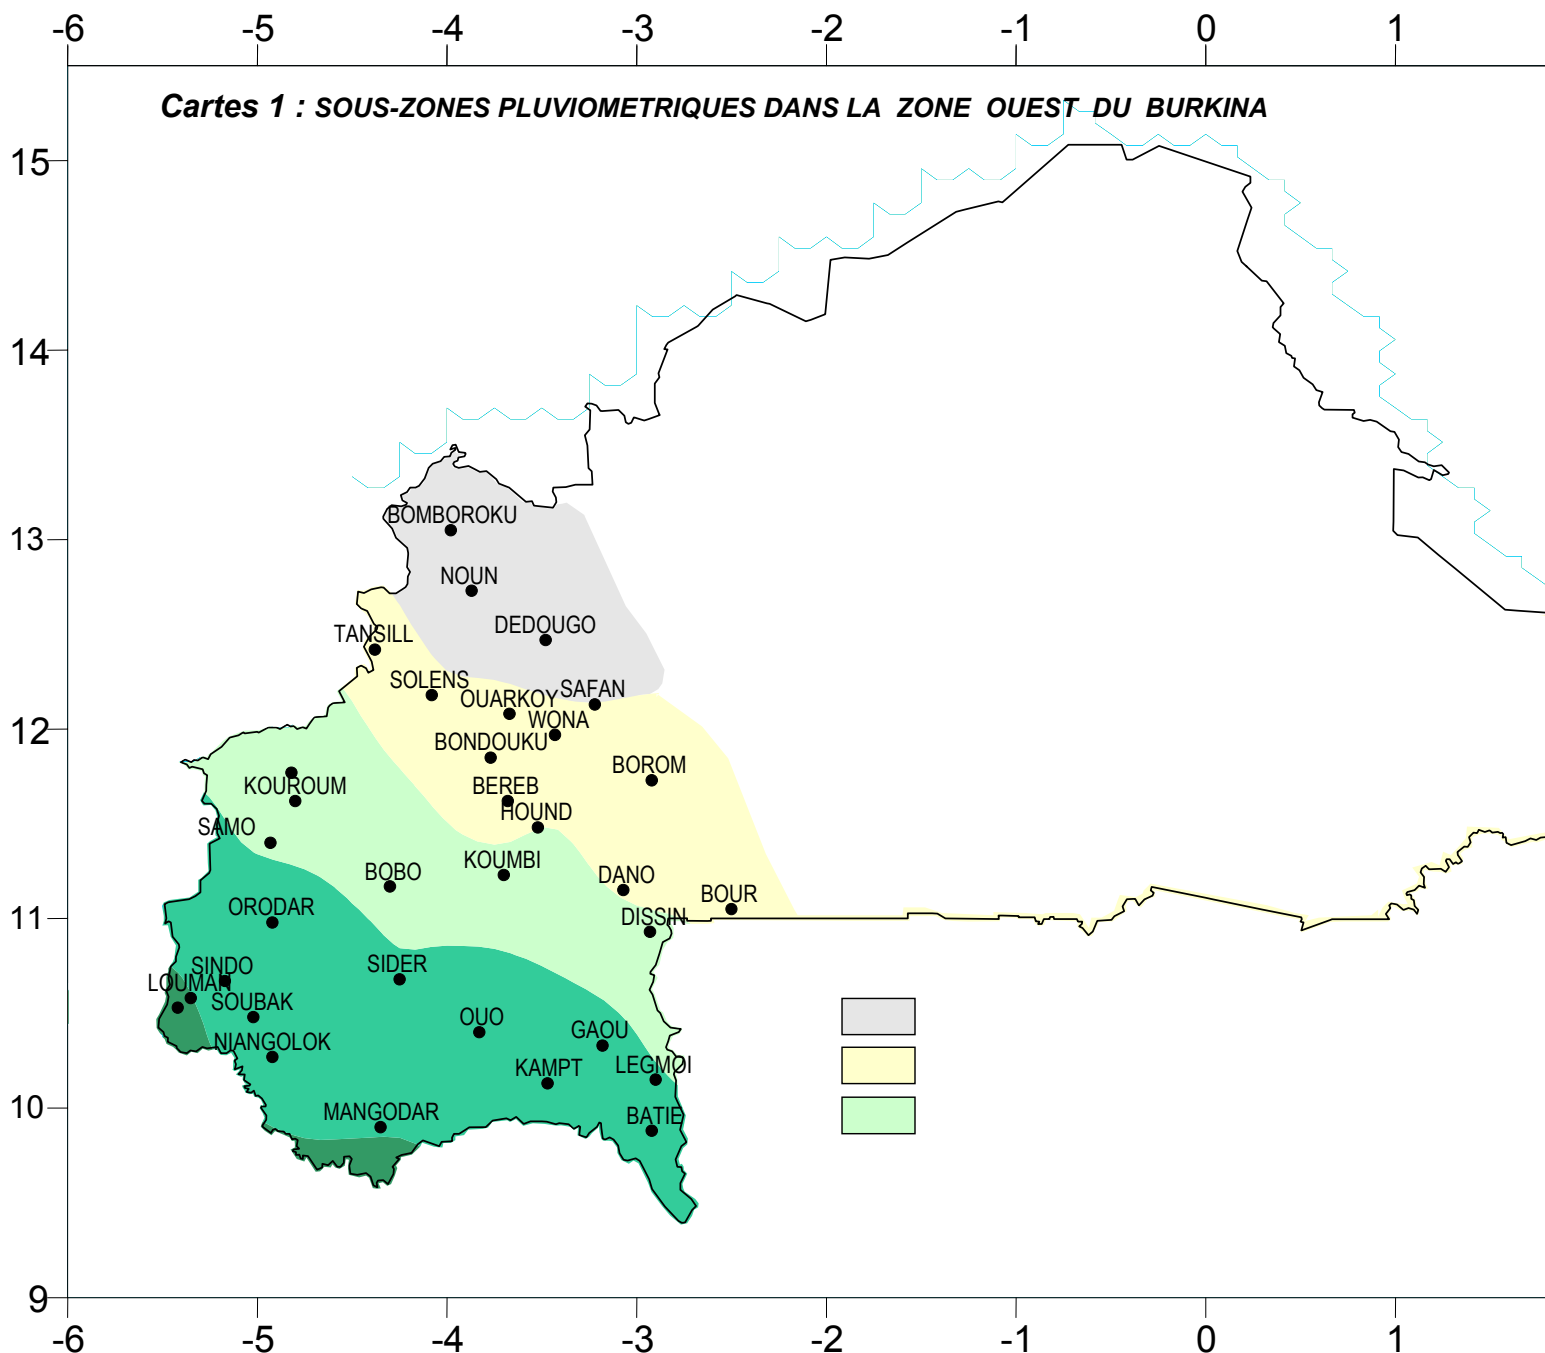 -6 -5 -4 -3 -2 -1 0 1
Cartes 1 : SOUS-ZONES PLUVIOMETRIQUES DANS LA ZONE OUEST DU BURKINA
15
14
13
12
11
10
9
BOMBOROKU
NOUN
DEDOUGO
TANSILL
SOLENS
SAFAN
OUARKOY
WONA
BONDOUKU
BOROM
BEREB
KOUROUM
HOUND
SAMO
KOUMBI
BOBO
DANO
BOUR
ORODAR
DISSIN
SINDO
SIDER
LOUMAN
SOUBAK
OUO
GAOU
NIANGOLOK
LEGMOI
KAMPT
MANGODAR
BATIE
-6 -5 -4 -3 -2 -1 0 1